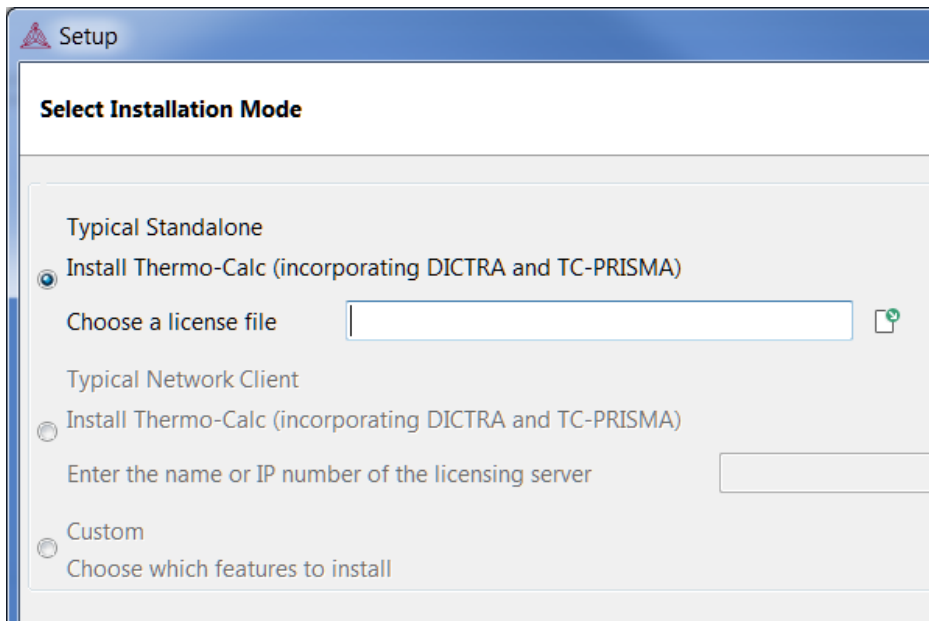 Setup
Select Installation Mode
Typical Standalone
Install Thermo-Calc (incorporating DICTRA and TC-PRISMA)
Choose a license file
Typical Network Client
Install Thermo-Calc (incorporating DICTRA and TC-PRISMA)
Enter the name or IP number of the licensing server
Custom
Choose which features to install